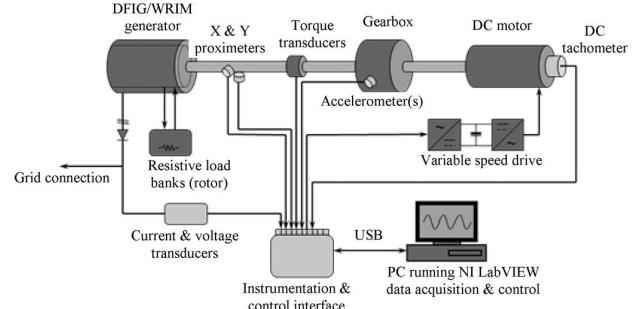 DFIG/WRIM
generator
X & Y
proximeters
Torque
transducers
Gearbox
DC motor
DC
tachometer
Accelerometer(s)
Resistive load
banks (rotor)
Variable speed drive
Grid connection
Current & voltage
transducers
USB
Instrumentation &
control interface
PC running NI LabVIEW
data acquisition & control